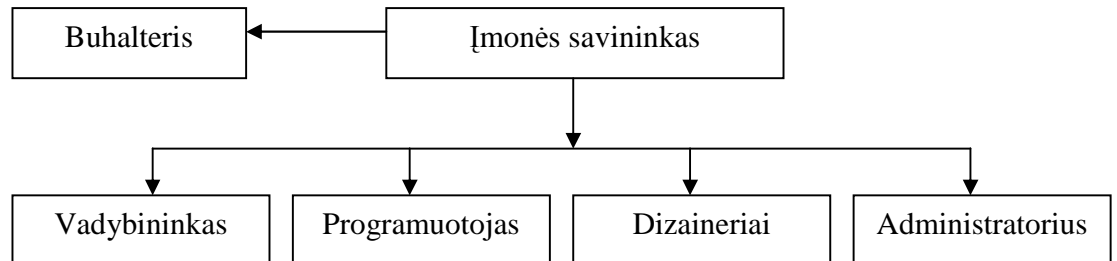 Buhalteris
Įmonės savininkas
Vadybininkas
Programuotojas
Dizaineriai
Administratorius